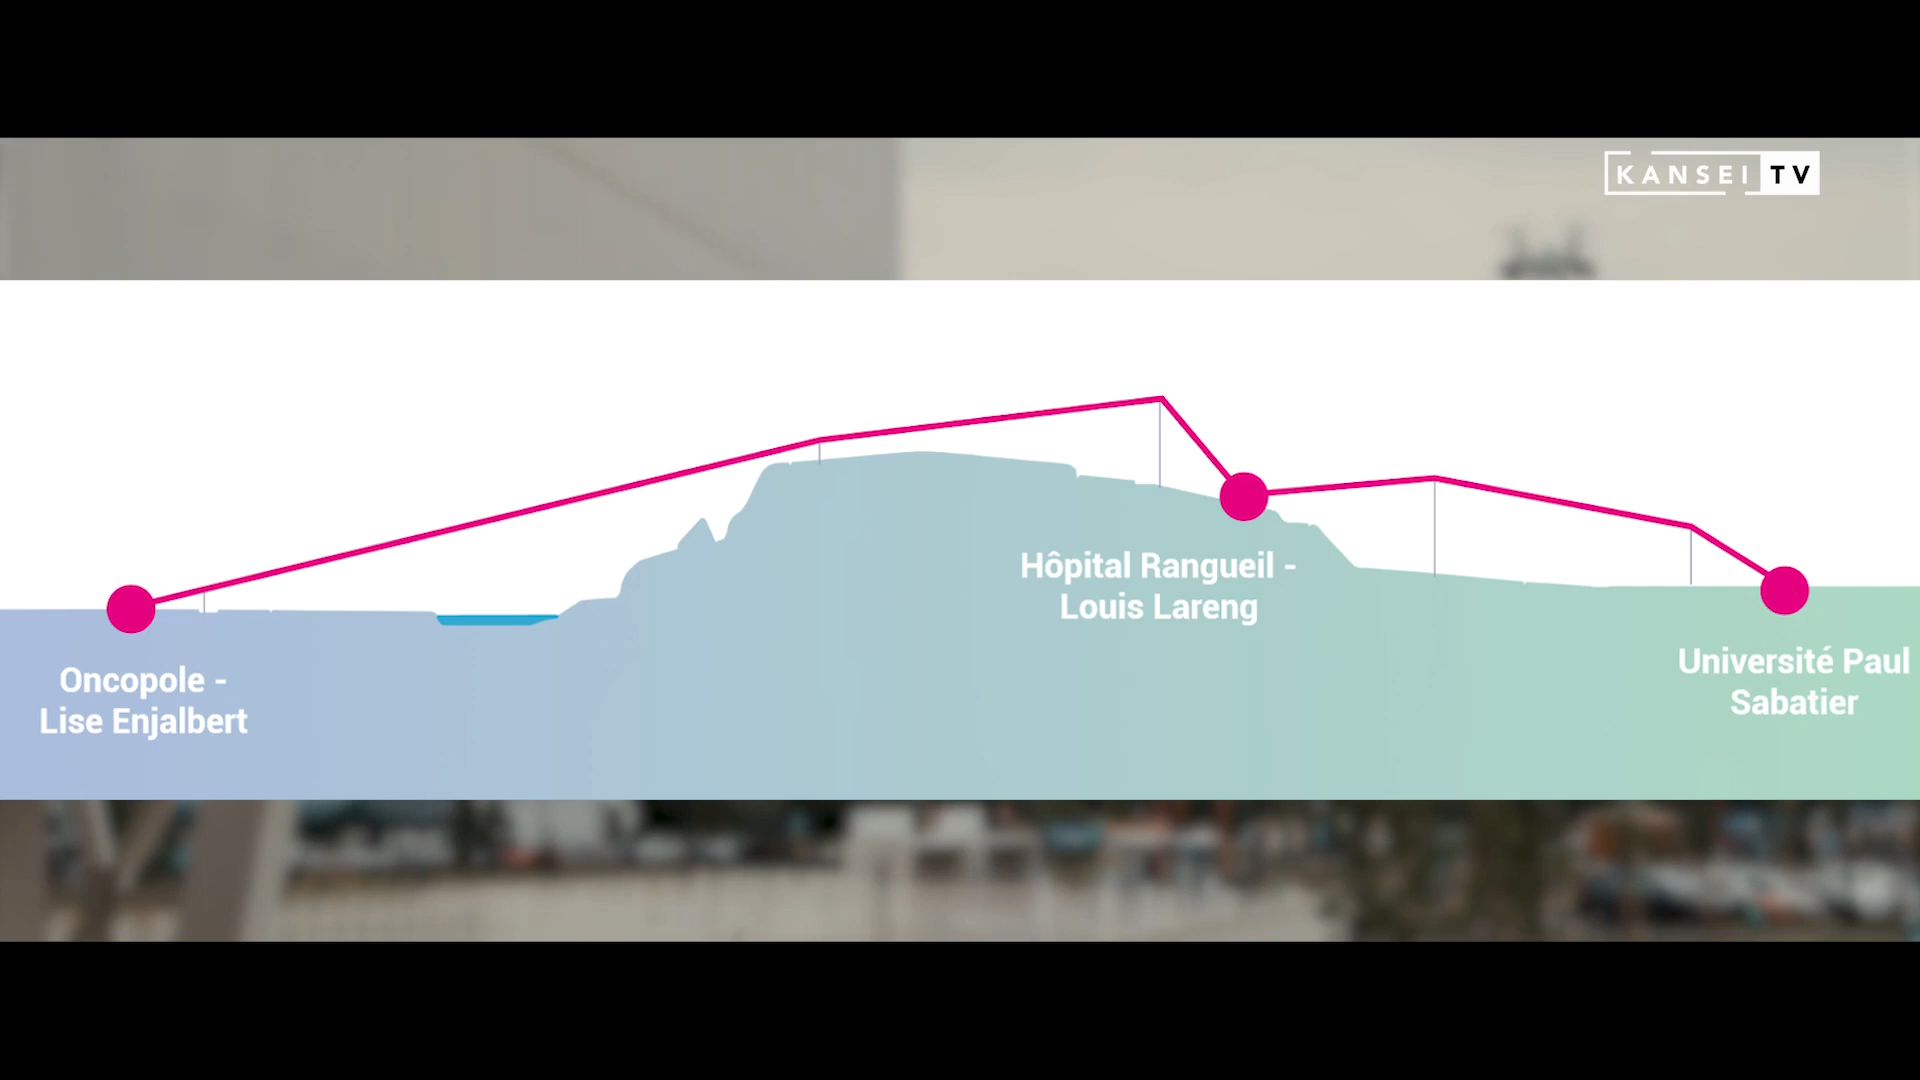 KANSEI TV
Hôpital Rangueil -
Louis Lareng
Oncopole -
Lise Enjalbert
Université Paul
Sabatier